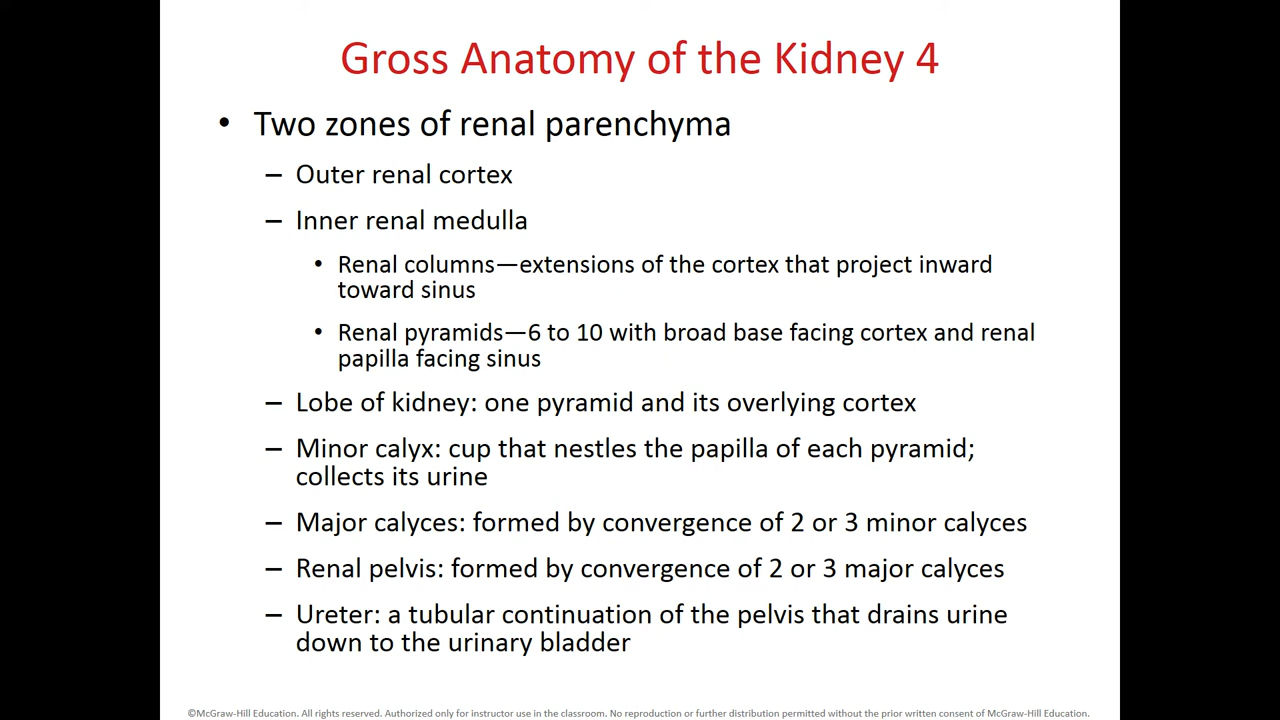 Gross Anatomy of the Kidney 4
• Two zones of renal parenchyma
– Outer renal cortex
– Inner renal medulla
• Renal columns—extensions of the cortex that project inward
toward sinus
• Renal pyramids—6 to 10 with broad base facing cortex and renal
papilla facing sinus
– Lobe of kidney: one pyramid and its overlying cortex
– Minor calyx: cup that nestles the papilla of each pyramid;
collects its urine
– Major calyces: formed by convergence of 2 or 3 minor calyces
– Renal pelvis: formed by convergence of 2 or 3 major calyces
– Ureter: a tubular continuation of the pelvis that drains urine
down to the urinary bladder
©McGraw-Hill Education. All rights reserved. Authorized only for instructor use in the classroom. No reproduction or further distribution permitted without the prior written consent of McGraw-Hill Education.